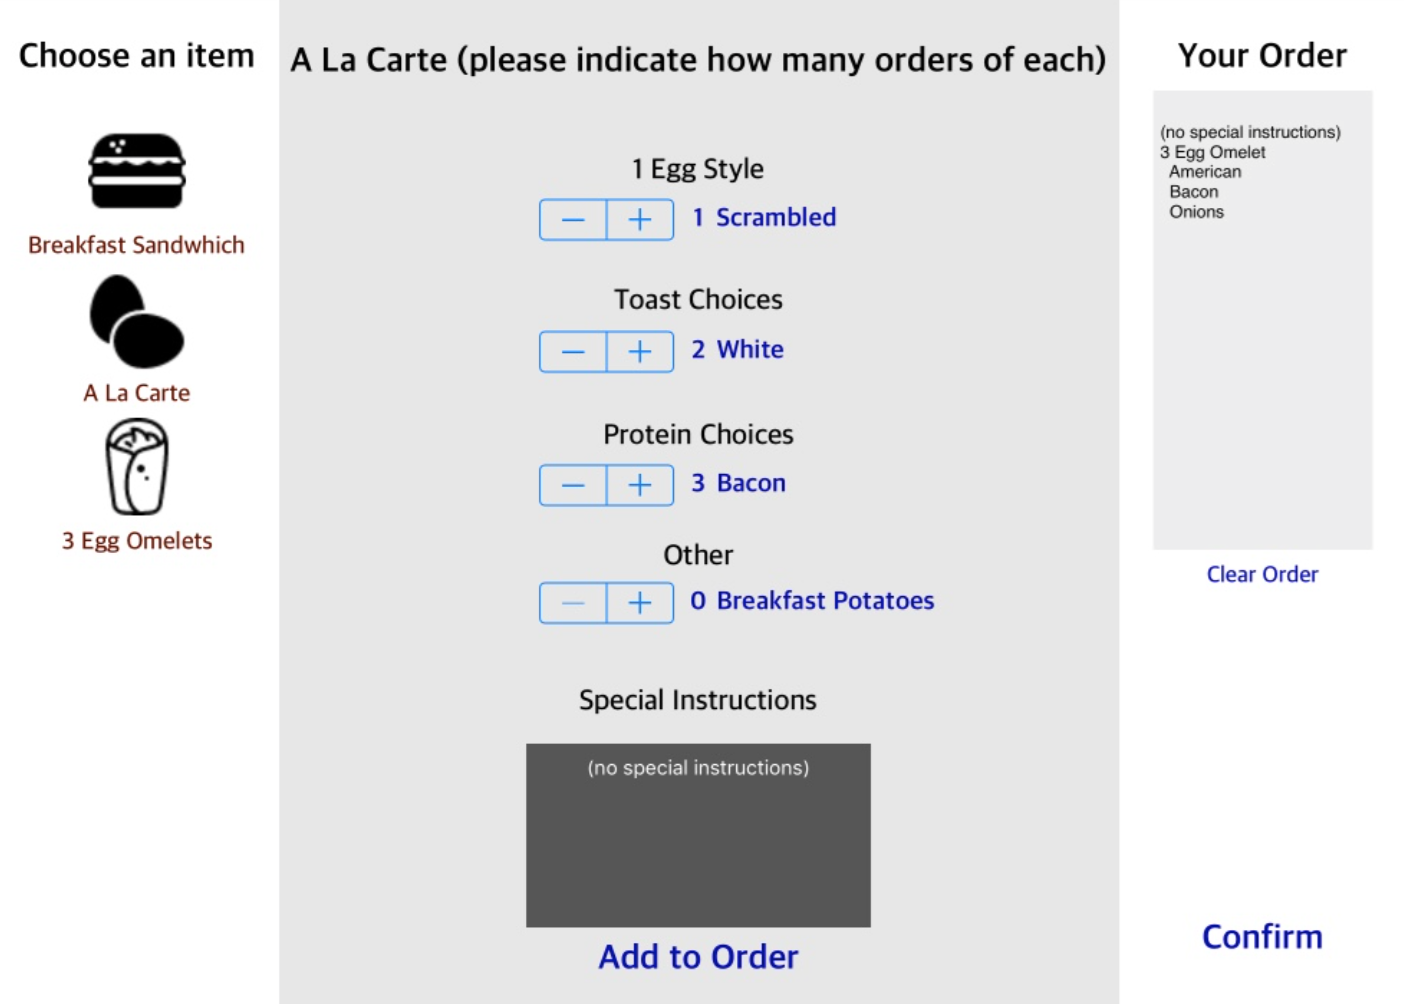 Choose an item
Breakfast Sandwhich
A La Carte
3 Egg Omelets
A La Carte (please indicate how many orders of each)
1 Egg Style
− + 1 Scrambled
Toast Choices
− + 2 White
Protein Choices
− + 3 Bacon
Other
− + 0 Breakfast Potatoes
Special Instructions
(no special instructions)
Add to Order
Your Order
(no special instructions)
3 Egg Omelet
American
Bacon
Onions
Clear Order
Confirm